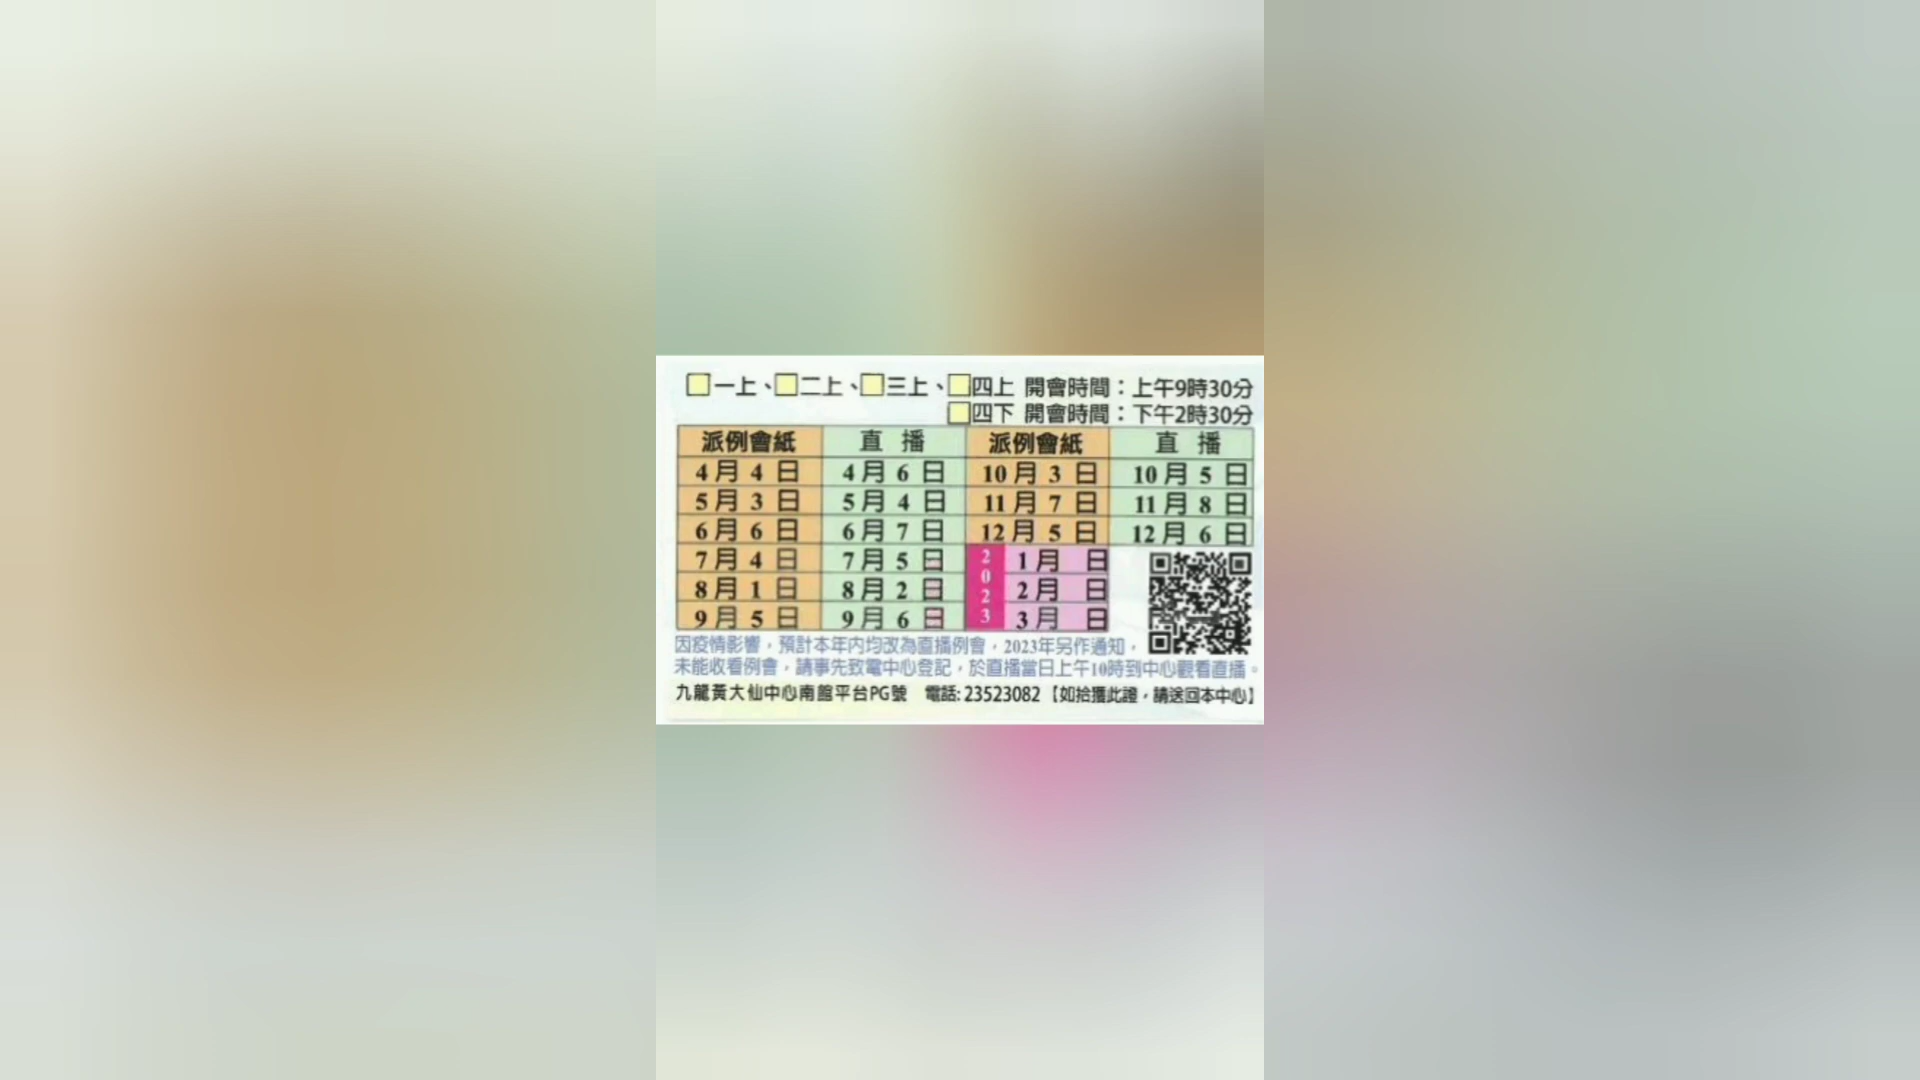 一上、二上、三上、四上 開會時間：上午9時30分
四下 開會時間：下午2時30分
派例會紙 直播 派例會紙 直播
4月4日 4月6日 10月3日 10月5日
5月3日 5月4日 11月7日 11月8日
6月6日 6月7日 12月5日 12月6日
7月4日 7月5日 2023 1月 日
8月1日 8月2日 2月 日
9月5日 9月6日 3月 日
因疫情影響，預計本年内均改為直播例會，2023年另作通知，
未能收看例會，請事先致電中心登記，於直播當日上午10時到中心觀看直播。
九龍黃大仙中心南館平台PG號 電話: 23523082【如拾獲此證，請送回本中心】